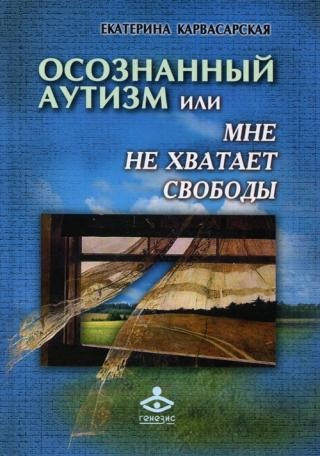 ЕКАТЕРИНА КАРВАСАРСКАЯ
ОСОЗНАННЫЙ
АУТИЗМ ИЛИ
МНЕ
НЕ ХВАТАЕТ
СВОБОДЫ
генезис